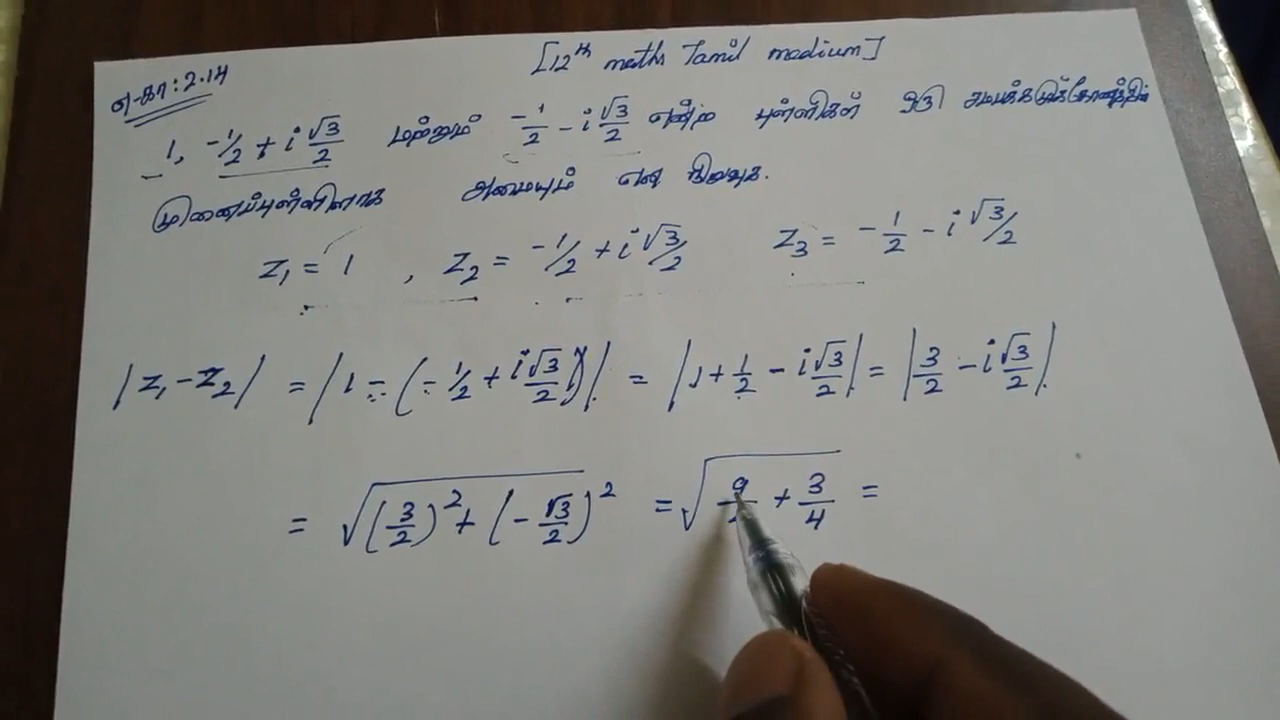 [12th maths Tamil medium]
எ-கா: 2.14
1, -1/2 + i √3/2 மற்றும் -1/2 - i √3/2 என்ற புள்ளிகள் ஒரு சமபக்க முக்கோணத்தின்
முனைப்புள்ளிளாக அமையும் என நிறுவுக.
z₁ = 1 , z₂ = -1/2 + i √3/2 z₃ = -1/2 - i √3/2
|z₁ - z₂| = |1 - (-1/2 + i √3/2)| = |1 + 1/2 - i √3/2| = |3/2 - i √3/2|
= √((3/2)² + (-√3/2)²) = √(9/ + 3/4) =